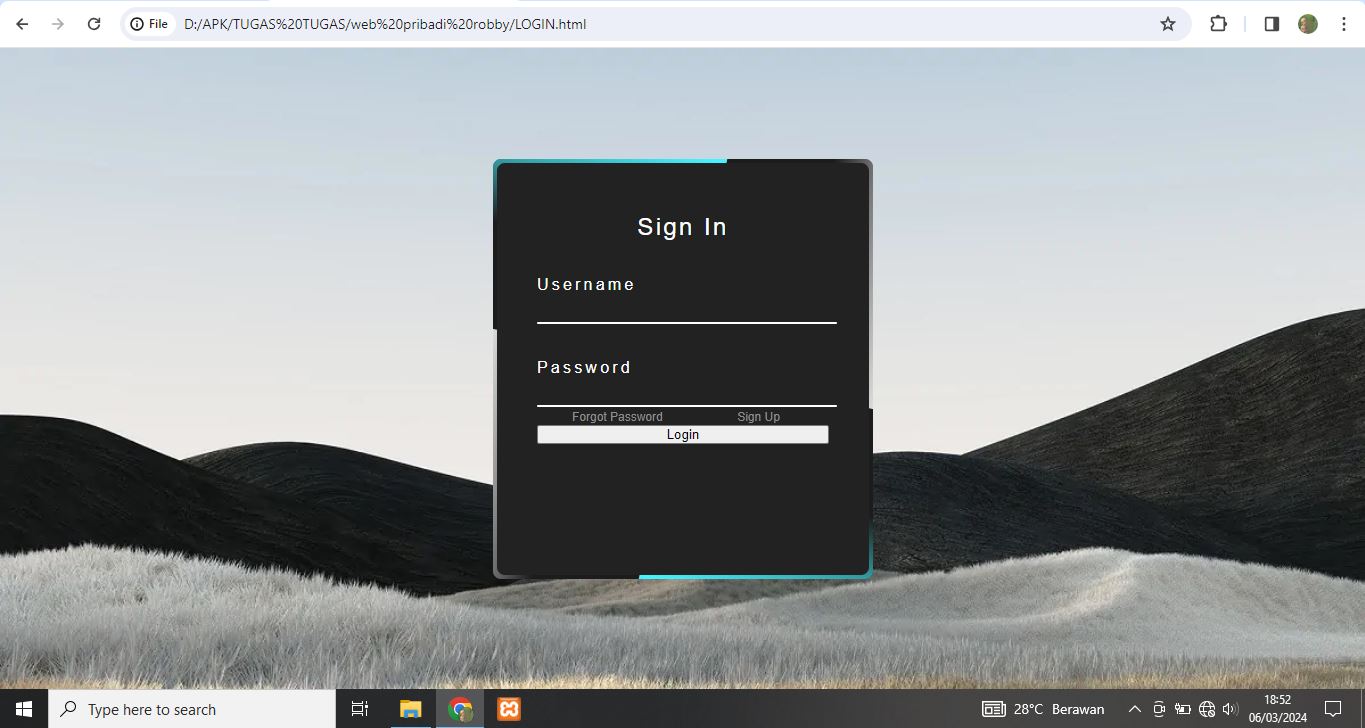 File D:/APK/TUGAS%20TUGAS/web%20pribadi%20robby/LOGIN.html
Sign In
Username
Password
Forgot Password Sign Up
Login
Type here to search
28°C Berawan
18:52
06/03/2024